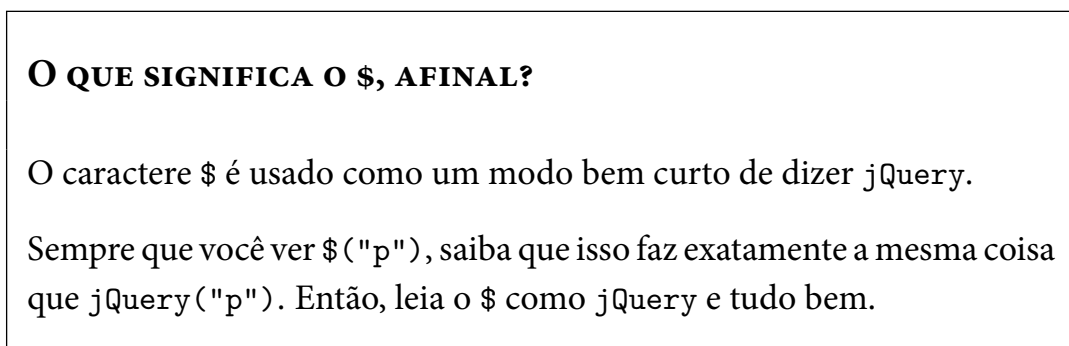 O QUE SIGNIFICA O $, AFINAL?
O caractere $ é usado como um modo bem curto de dizer jQuery.
Sempre que você ver $("p"), saiba que isso faz exatamente a mesma coisa
que jQuery("p"). Então, leia o $ como jQuery e tudo bem.